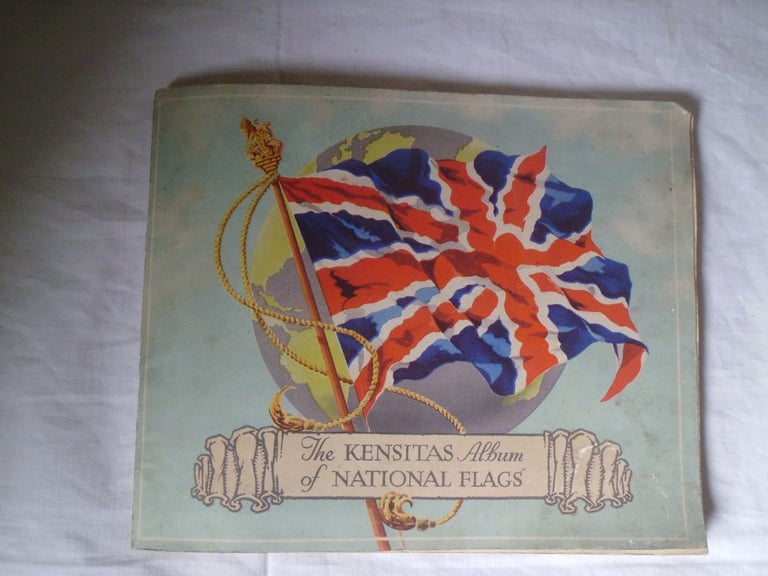 The KENSITAS Album
of NATIONAL FLAGS